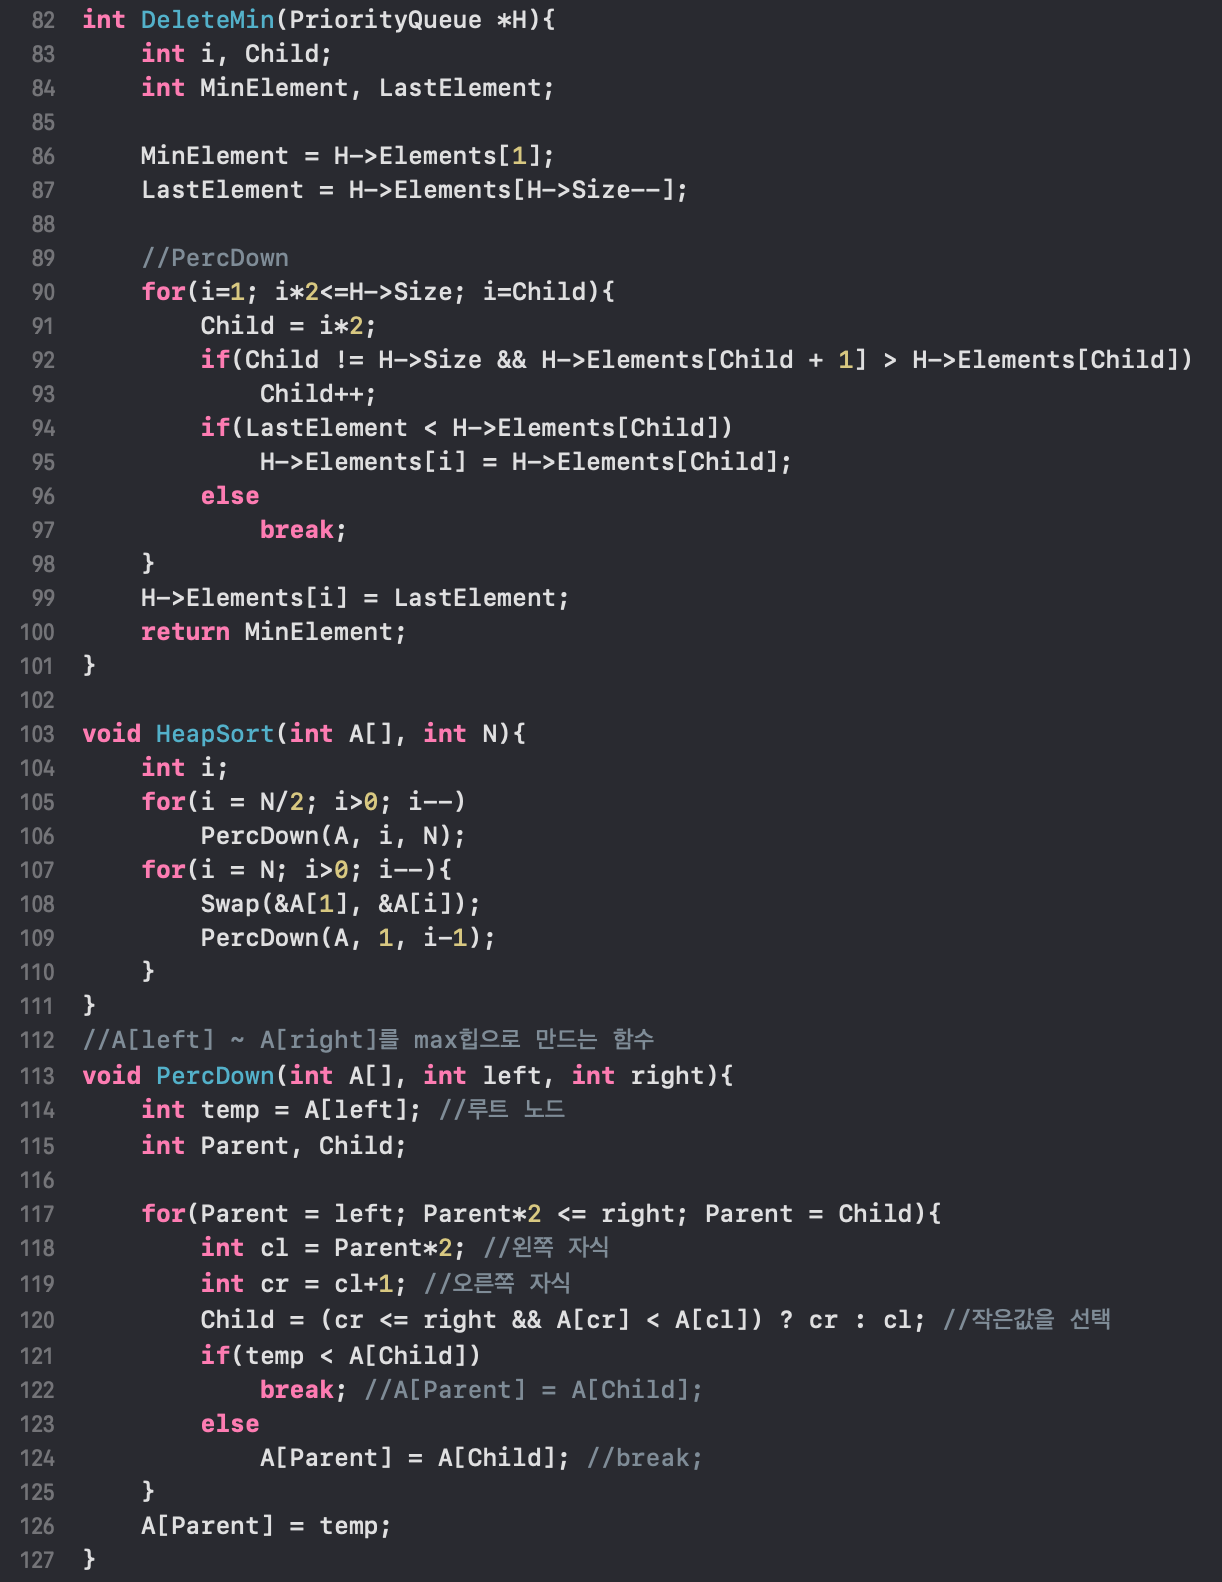 82 int DeleteMin(PriorityQueue *H){
83     int i, Child;
84     int MinElement, LastElement;
85
86     MinElement = H->Elements[1];
87     LastElement = H->Elements[H->Size--];
88
89     //PercDown
90     for(i=1; i*2<=H->Size; i=Child){
91         Child = i*2;
92         if(Child != H->Size && H->Elements[Child + 1] > H->Elements[Child])
93             Child++;
94         if(LastElement < H->Elements[Child])
95             H->Elements[i] = H->Elements[Child];
96         else
97             break;
98     }
99     H->Elements[i] = LastElement;
100     return MinElement;
101 }
102
103 void HeapSort(int A[], int N){
104     int i;
105     for(i = N/2; i>0; i--)
106         PercDown(A, i, N);
107     for(i = N; i>0; i--){
108         Swap(&A[1], &A[i]);
109         PercDown(A, 1, i-1);
110     }
111 }
112 //A[left] ~ A[right]를 max힙으로 만드는 함수
113 void PercDown(int A[], int left, int right){
114     int temp = A[left]; //루트 노드
115     int Parent, Child;
116
117     for(Parent = left; Parent*2 <= right; Parent = Child){
118         int cl = Parent*2; //왼쪽 자식
119         int cr = cl+1; //오른쪽 자식
120         Child = (cr <= right && A[cr] < A[cl]) ? cr : cl; //작은값을 선택
121         if(temp < A[Child])
122             break; //A[Parent] = A[Child];
123         else
124             A[Parent] = A[Child]; //break;
125     }
126     A[Parent] = temp;
127 }